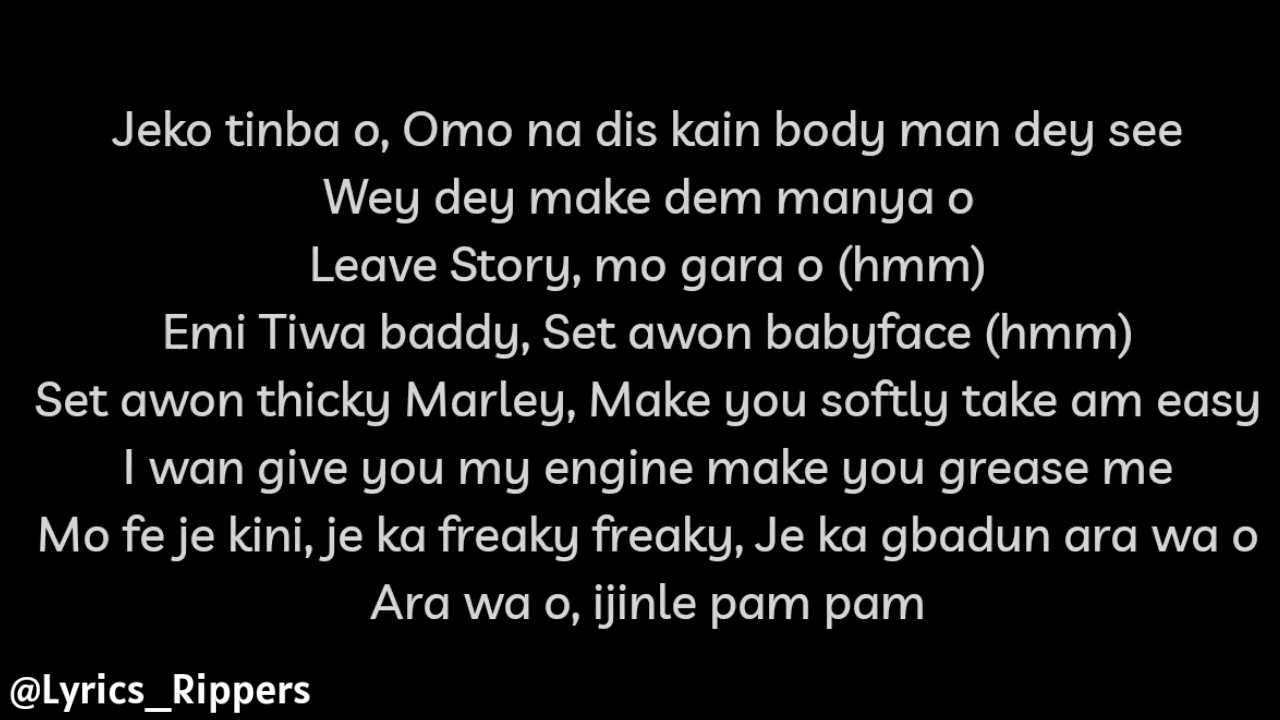 Jeko tinba o, Omo na dis kain body man dey see
Wey dey make dem manya o
Leave Story, mo gara o (hmm)
Emi Tiwa baddy, Set awon babyface (hmm)
Set awon thicky Marley, Make you softly take am easy
I wan give you my engine make you grease me
Mo fe je kini, je ka freaky freaky, Je ka gbadun ara wa o
Ara wa o, ijinle pam pam
@Lyrics_Rippers